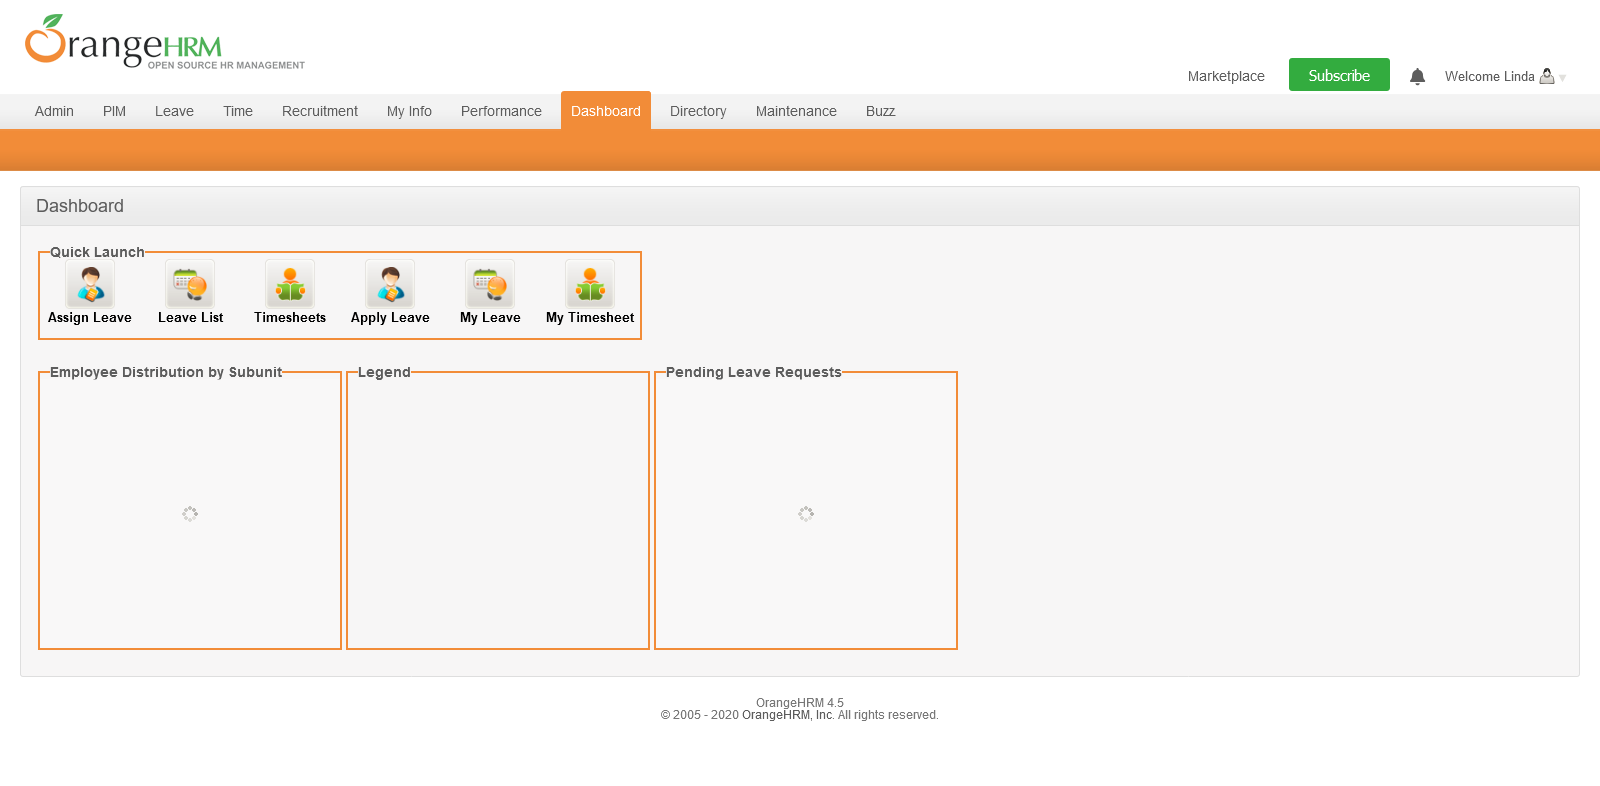 OrangeHRM
OPEN SOURCE HR MANAGEMENT
Marketplace
Subscribe
Welcome Linda
Admin PIM Leave Time Recruitment My Info Performance Dashboard Directory Maintenance Buzz
Dashboard
Quick Launch
Assign Leave Leave List Timesheets Apply Leave My Leave My Timesheet
Employee Distribution by Subunit Legend Pending Leave Requests
OrangeHRM 4.5
© 2005 - 2020 OrangeHRM, Inc. All rights reserved.